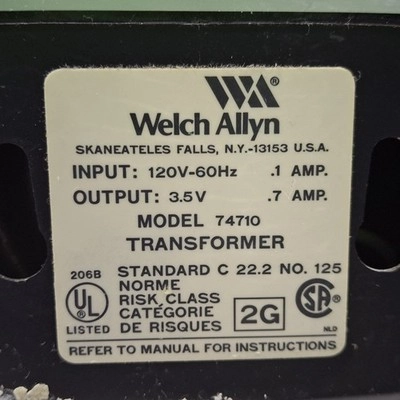 WA®
Welch Allyn
SKANEATELES FALLS, N.Y.-13153 U.S.A.
INPUT: 120V-60Hz .1 AMP.
OUTPUT: 3.5V .7 AMP.
MODEL 74710
TRANSFORMER
206B
UL
LISTED
STANDARD C 22.2 NO. 125
NORME
RISK CLASS
CATÉGORIE
DE RISQUES
2G
SA
NLD
REFER TO MANUAL FOR INSTRUCTIONS